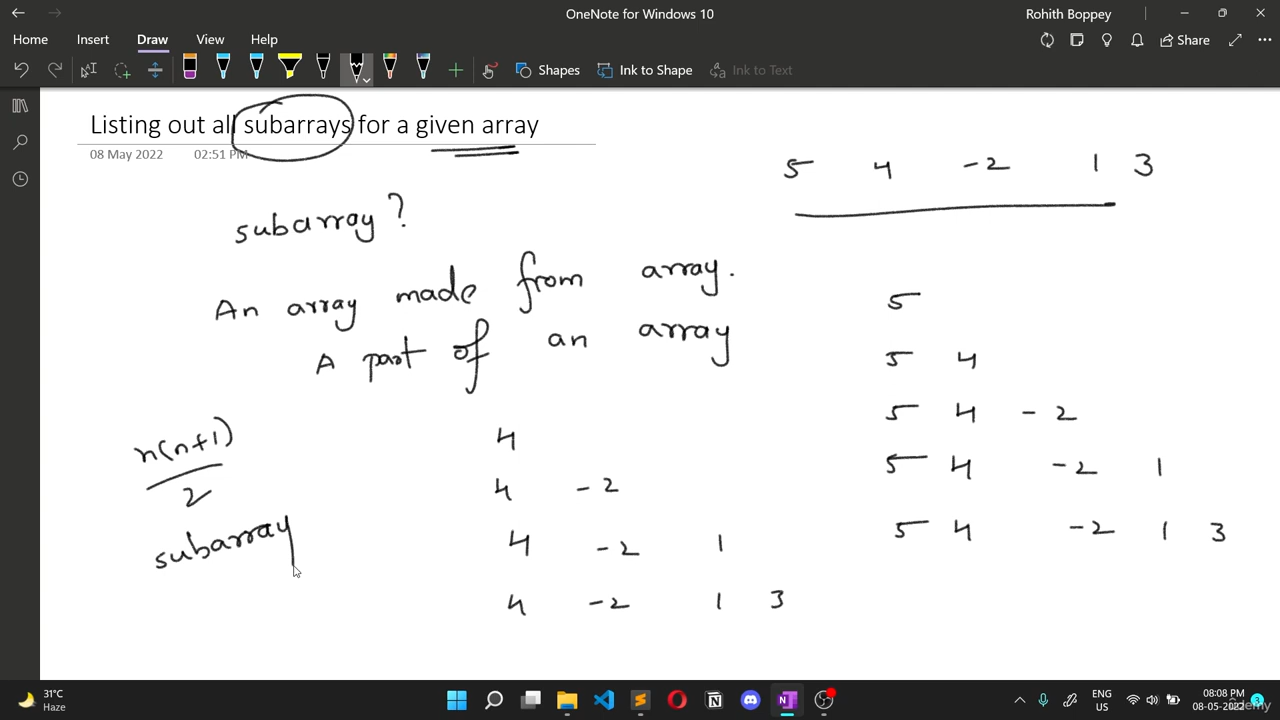 OneNote for Windows 10
Rohith Boppey
Home Insert Draw View Help
Share
Shapes
Ink to Shape
Ink to Text
Listing out all subarrays for a given array
08 May 2022 02:51 PM
5 4 -2 1 3
subarray?
An array made from array.
A part of an array
5
5 4
5 4 -2
5 4 -2 1
5 4 -2 1 3
n(n+1)
2
subarray
4
4 -2
4 -2 1
4 -2 1 3
31°C
Haze
ENG
US
08:08 PM
08-05-2022
3
Udemy